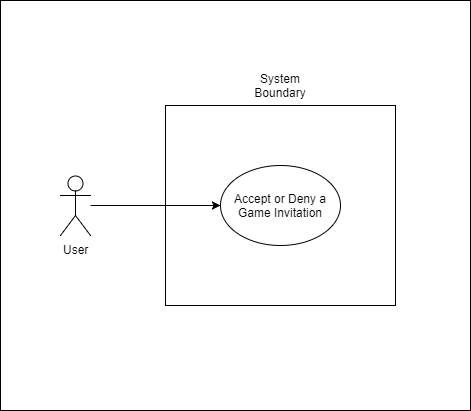 System
Boundary
Accept or Deny a
Game Invitation
User